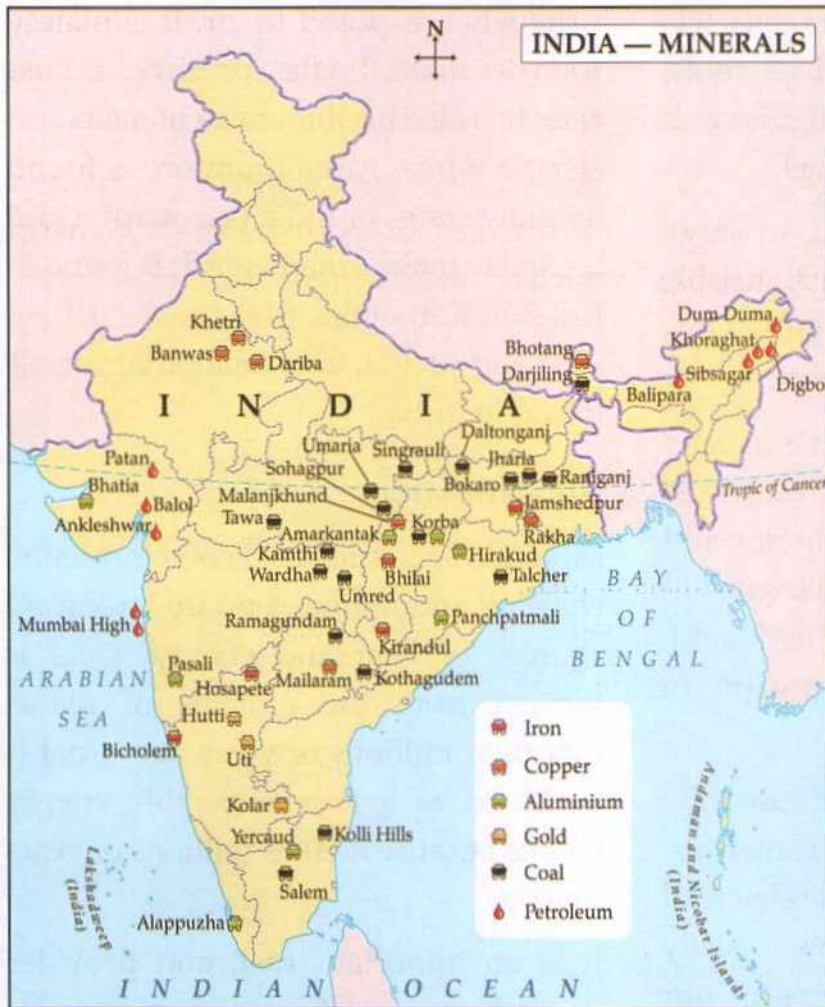 INDIA — MINERALS
N
Khetri
Banwas
Dariba
Bhotang
Darjiling
Dum Duma
Khoraghat
Sibsagar
Balipara
Digbo
I N D I A
Daltonganj
Umaria
Singrauli
Sohagpur
Jharia
Bokaro
Raniganj
Patan
Bhatia
Balol
Ankleshwar
Malanjkhund
Tawa
Amarkantak
Korba
Jamshedpur
Rakha
Tropic of Cancer
Kamthi
Wardha
Umred
Bhilai
Hirakud
Talcher
BAY
OF
BENGAL
Mumbai High
Ramagundam
Panchpatmali
Kirandul
ARABIAN
SEA
Pasali
Hosapete
Mailaram
Kothagudem
Hutti
Bicholem
Uti
Kolar
Kolli Hills
Yercaud
Salem
Alappuzha
Iron
Copper
Aluminium
Gold
Coal
Petroleum
Lakshadweep
(India)
Andaman and Nicobar Islands
(India)
INDIAN OCEAN